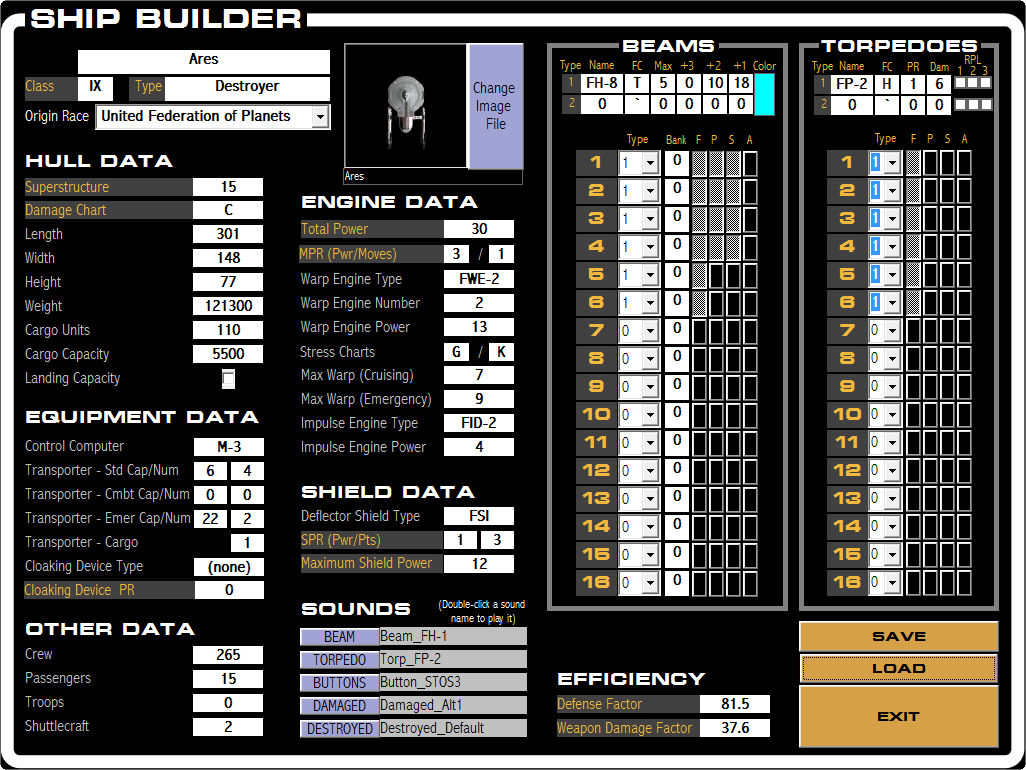 SHIP BUILDER
Ares
Class IX Type Destroyer
Origin Race United Federation of Planets
HULL DATA
Superstructure 15
Damage Chart C
Length 301
Width 148
Height 77
Weight 121300
Cargo Units 110
Cargo Capacity 5500
Landing Capacity
EQUIPMENT DATA
Control Computer M-3
Transporter - Std Cap/Num 6 4
Transporter - Cmbt Cap/Num 0 0
Transporter - Emer Cap/Num 22 2
Transporter - Cargo 1
Cloaking Device Type (none)
Cloaking Device PR 0
OTHER DATA
Crew 265
Passengers 15
Troops 0
Shuttlecraft 2
Change
Image
File
Ares
ENGINE DATA
Total Power 30
MPR (Pwr/Moves) 3 / 1
Warp Engine Type FWE-2
Warp Engine Number 2
Warp Engine Power 13
Stress Charts G / K
Max Warp (Cruising) 7
Max Warp (Emergency) 9
Impulse Engine Type FID-2
Impulse Engine Power 4
SHIELD DATA
Deflector Shield Type FSI
SPR (Pwr/Pts) 1 3
Maximum Shield Power 12
SOUNDS (Double-click a sound
name to play it)
BEAM Beam_FH-1
TORPEDO Torp_FP-2
BUTTONS Button_STOS3
DAMAGED Damaged_Alt1
DESTROYED Destroyed_Default
BEAMS
Type Name FC Max +3 +2 +1 Color
1 FH-8 T 5 0 10 18
2 0 ` 0 0 0 0
Type Bank F P S A
1 1 0
2 1 0
3 1 0
4 1 0
5 1 0
6 1 0
7 0 0
8 0 0
9 0 0
10 0 0
11 0 0
12 0 0
13 0 0
14 0 0
15 0 0
16 0 0
EFFICIENCY
Defense Factor 81.5
Weapon Damage Factor 37.6
TORPEDOES
RPL
Type Name FC PR Dam 1 2 3
1 FP-2 H 1 6
2 0 ` 0 0
Type F P S A
1 1
2 1
3 1
4 1
5 1
6 1
7 0
8 0
9 0
10 0
11 0
12 0
13 0
14 0
15 0
16 0
SAVE
LOAD
EXIT